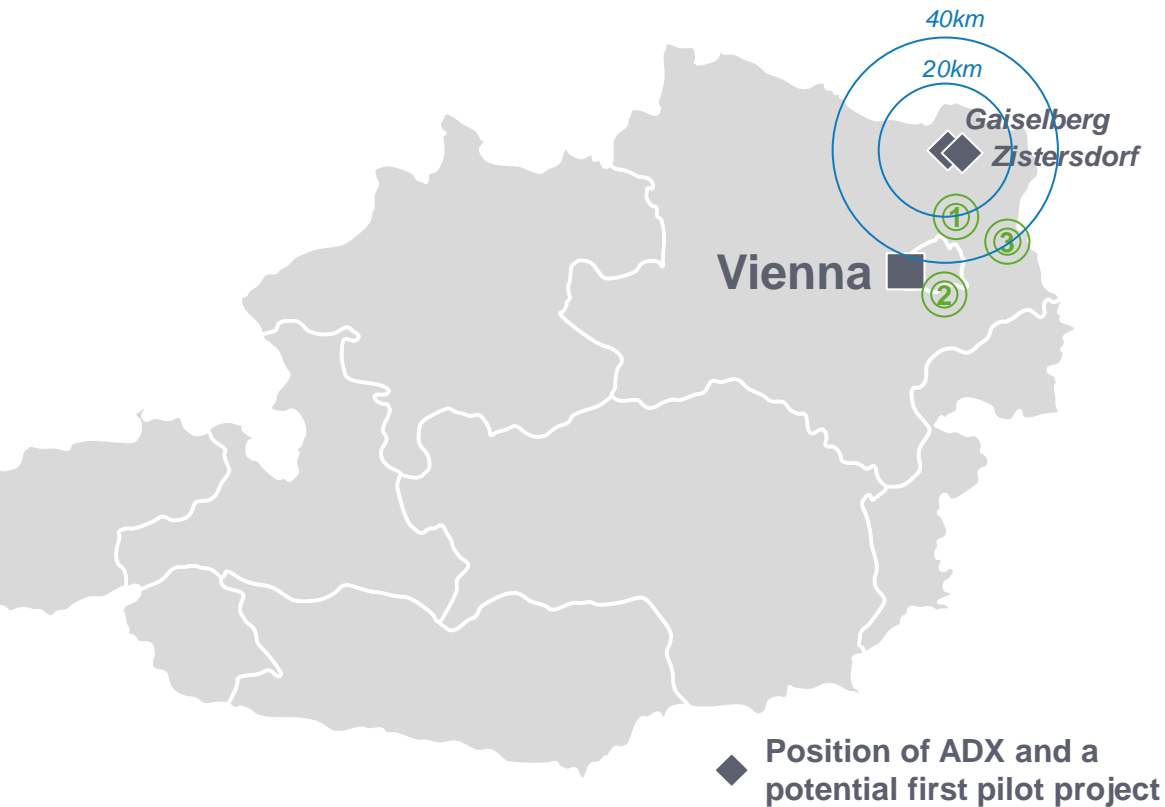 40km
20km
Gaiselberg
Zistersdorf
①
③
Vienna
②
Position of ADX and a
potential first pilot project